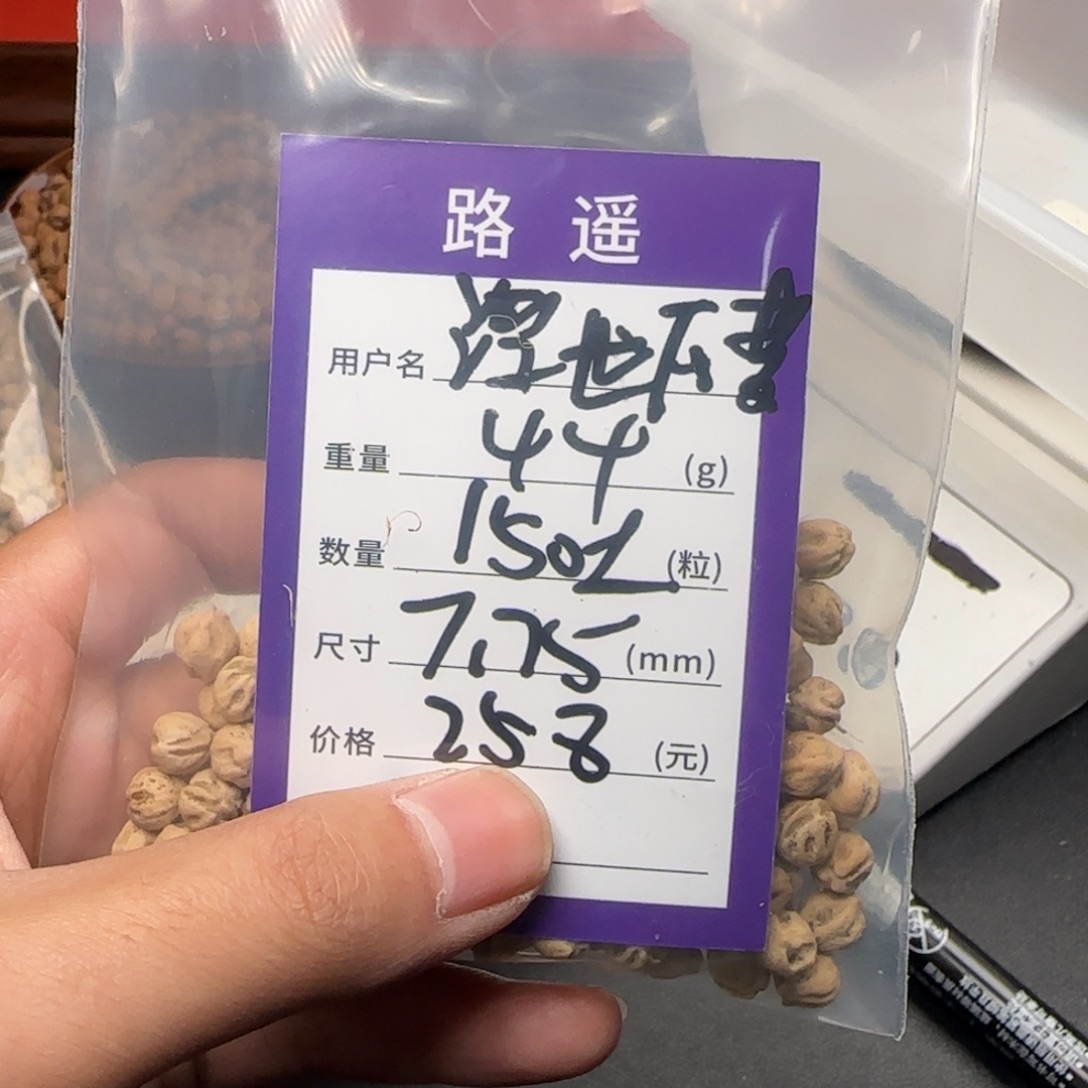 路遥
用户名
重量 44 (g)
数量 150 (粒)
尺寸 7.75 (mm)
价格 258 (元)